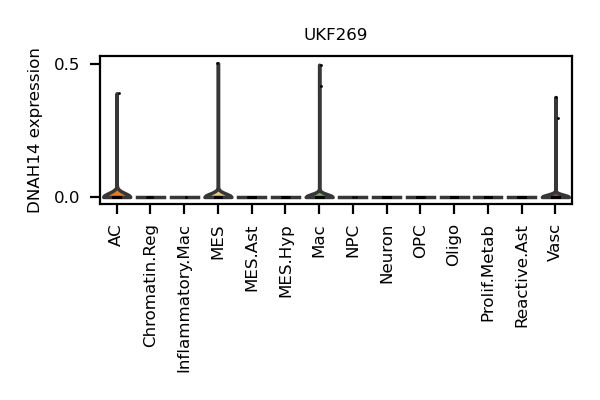 UKF269
DNAH14 expression
0.5
0.0
AC
Chromatin.Reg
Inflammatory.Mac
MES
MES.Ast
MES.Hyp
Mac
NPC
Neuron
OPC
Oligo
Prolif.Metab
Reactive.Ast
Vasc